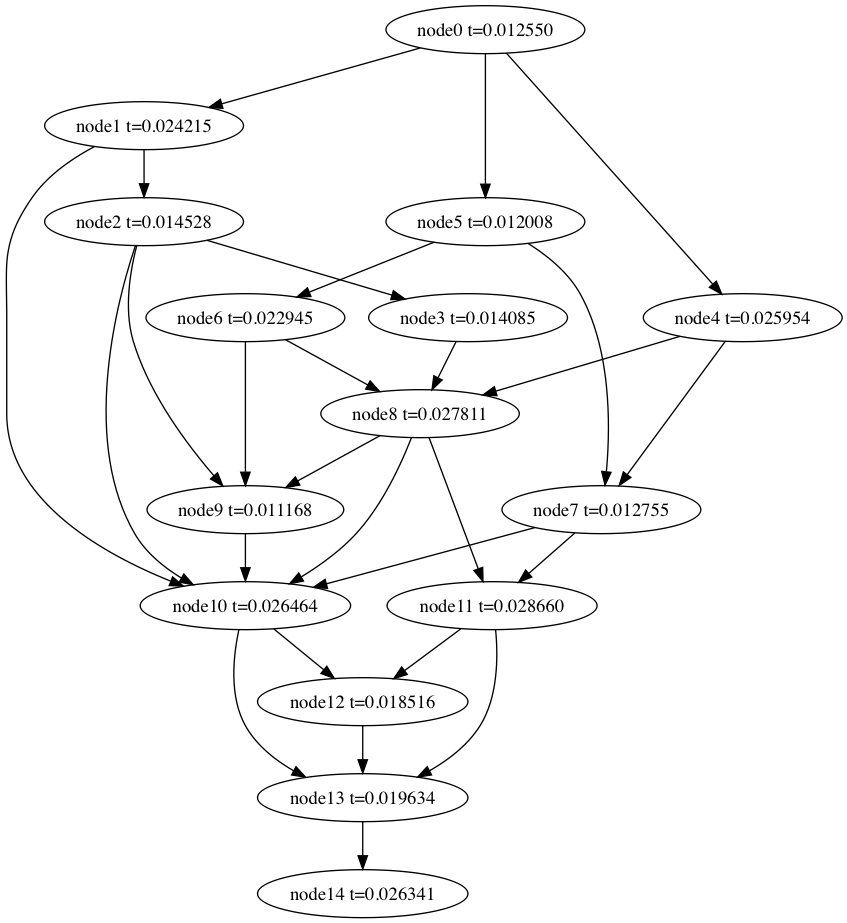 node0 t=0.012550
node1 t=0.024215
node2 t=0.014528
node5 t=0.012008
node6 t=0.022945
node3 t=0.014085
node4 t=0.025954
node8 t=0.027811
node9 t=0.011168
node7 t=0.012755
node10 t=0.026464
node11 t=0.028660
node12 t=0.018516
node13 t=0.019634
node14 t=0.026341